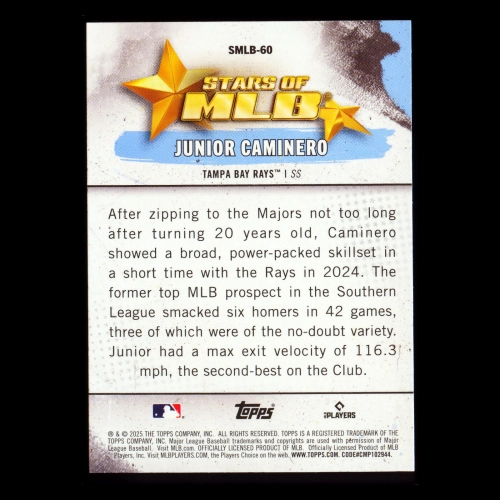 SMLB-60
STARS OF
MLB
JUNIOR CAMINERO
TAMPA BAY RAYS™ | SS
After zipping to the Majors not too long
after turning 20 years old, Caminero
showed a broad, power-packed skillset in
a short time with the Rays in 2024. The
former top MLB prospect in the Southern
League smacked six homers in 42 games,
three of which were of the no-doubt variety.
Junior had a max exit velocity of 116.3
mph, the second-best on the Club.
Topps
PLAYERS
® & © 2025 THE TOPPS COMPANY, INC. ALL RIGHTS RESERVED. TOPPS IS A REGISTERED TRADEMARK OF THE
TOPPS COMPANY, INC. Major League Baseball trademarks and copyrights are used with permission of Major
League Baseball. Visit MLB.com. OFFICIALLY LICENSED PRODUCT OF MLB. Officially Licensed Product of MLB
Players, Inc. Visit MLBPLAYERS.com, the Players Choice on the web. WWW.TOPPS.COM. CODE#CMP102944.